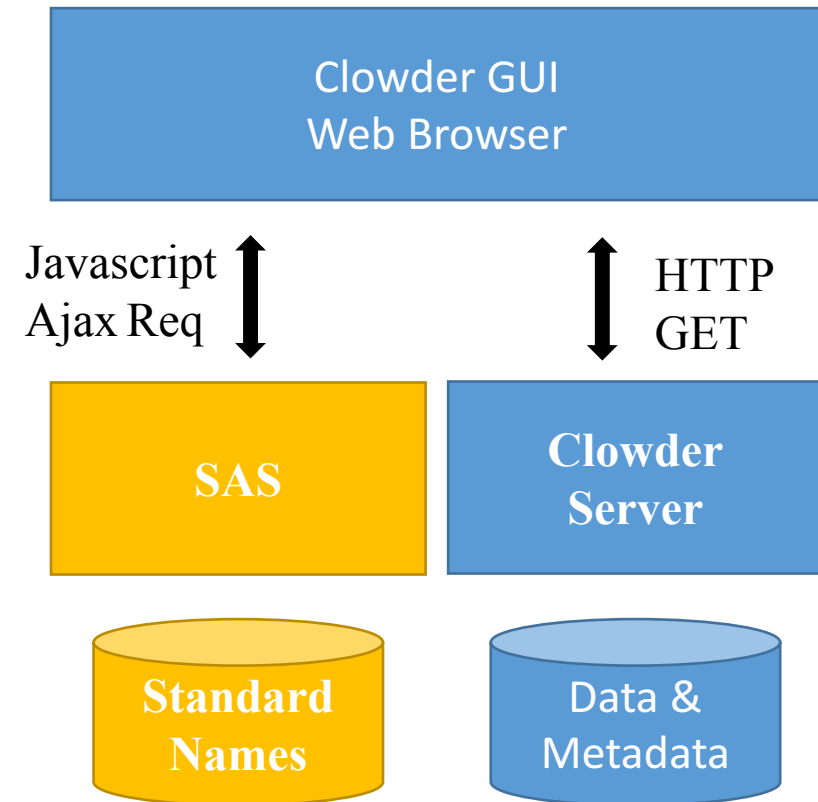 Clowder GUI
Web Browser
Javascript
Ajax Req
HTTP
GET
SAS
Clowder
Server
Standard
Names
Data &
Metadata